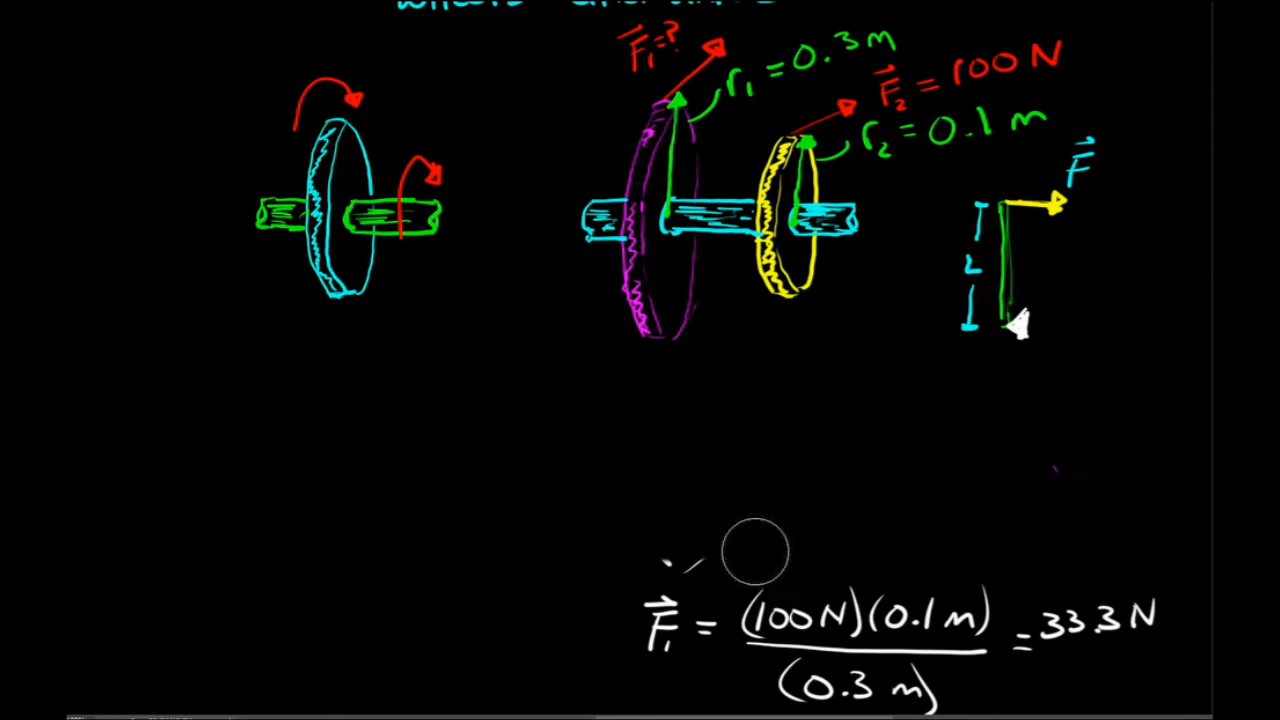 F₁ = ?
r₁ = 0.3 m
F₂ = 100 N
r₂ = 0.1 m
F
L
F₁ = (100 N)(0.1 m) = 33.3 N
(0.3 m)